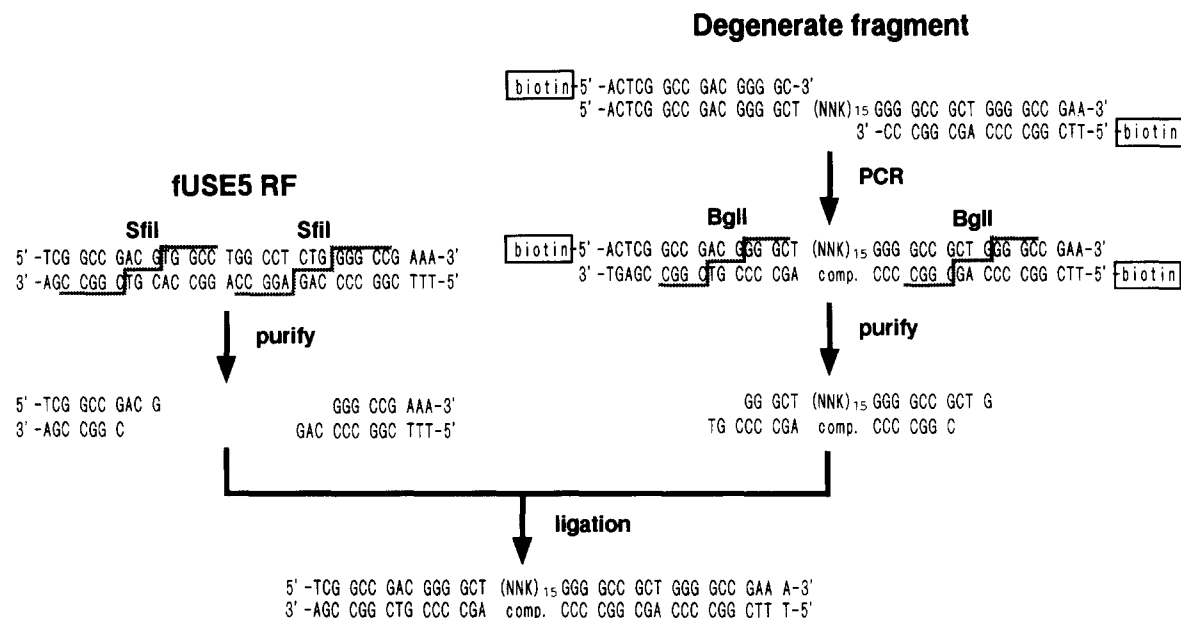 Degenerate fragment
biotin 5' -ACTCG GCC GAC GGG GC-3'
5' -ACTCG GCC GAC GGG GCT (NNK)15 GGG GCC GCT GGG GCC GAA-3'
3' -CC CGG CGA CCC CGG CTT-5' biotin
PCR
fUSE5 RF
SfiI SfiI
5' -TCG GCC GAC GTG GCC TGG CCT CTG GGG CCG AAA-3'
3' -AGC CGG CTG CAC CGG ACC GGA GAC CCC GGC TTT-5'
purify
BglI BglI
biotin 5' -ACTCG GCC GAC GGG GCT (NNK)15 GGG GCC GCT GGG GCC GAA-3'
3' -TGAGC CGG CTG CCC CGA comp. CCC CGG CGA CCC CGG CTT-5' biotin
purify
5' -TCG GCC GAC G GGG CCG AAA-3'
3' -AGC CGG C GAC CCC GGC TTT-5'
GG GCT (NNK)15 GGG GCC GCT G
TG CCC CGA comp. CCC CGG C
ligation
5' -TCG GCC GAC GGG GCT (NNK)15 GGG GCC GCT GGG GCC GAA A-3'
3' -AGC CGG CTG CCC CGA comp. CCC CGG CGA CCC CGG CTT T-5'